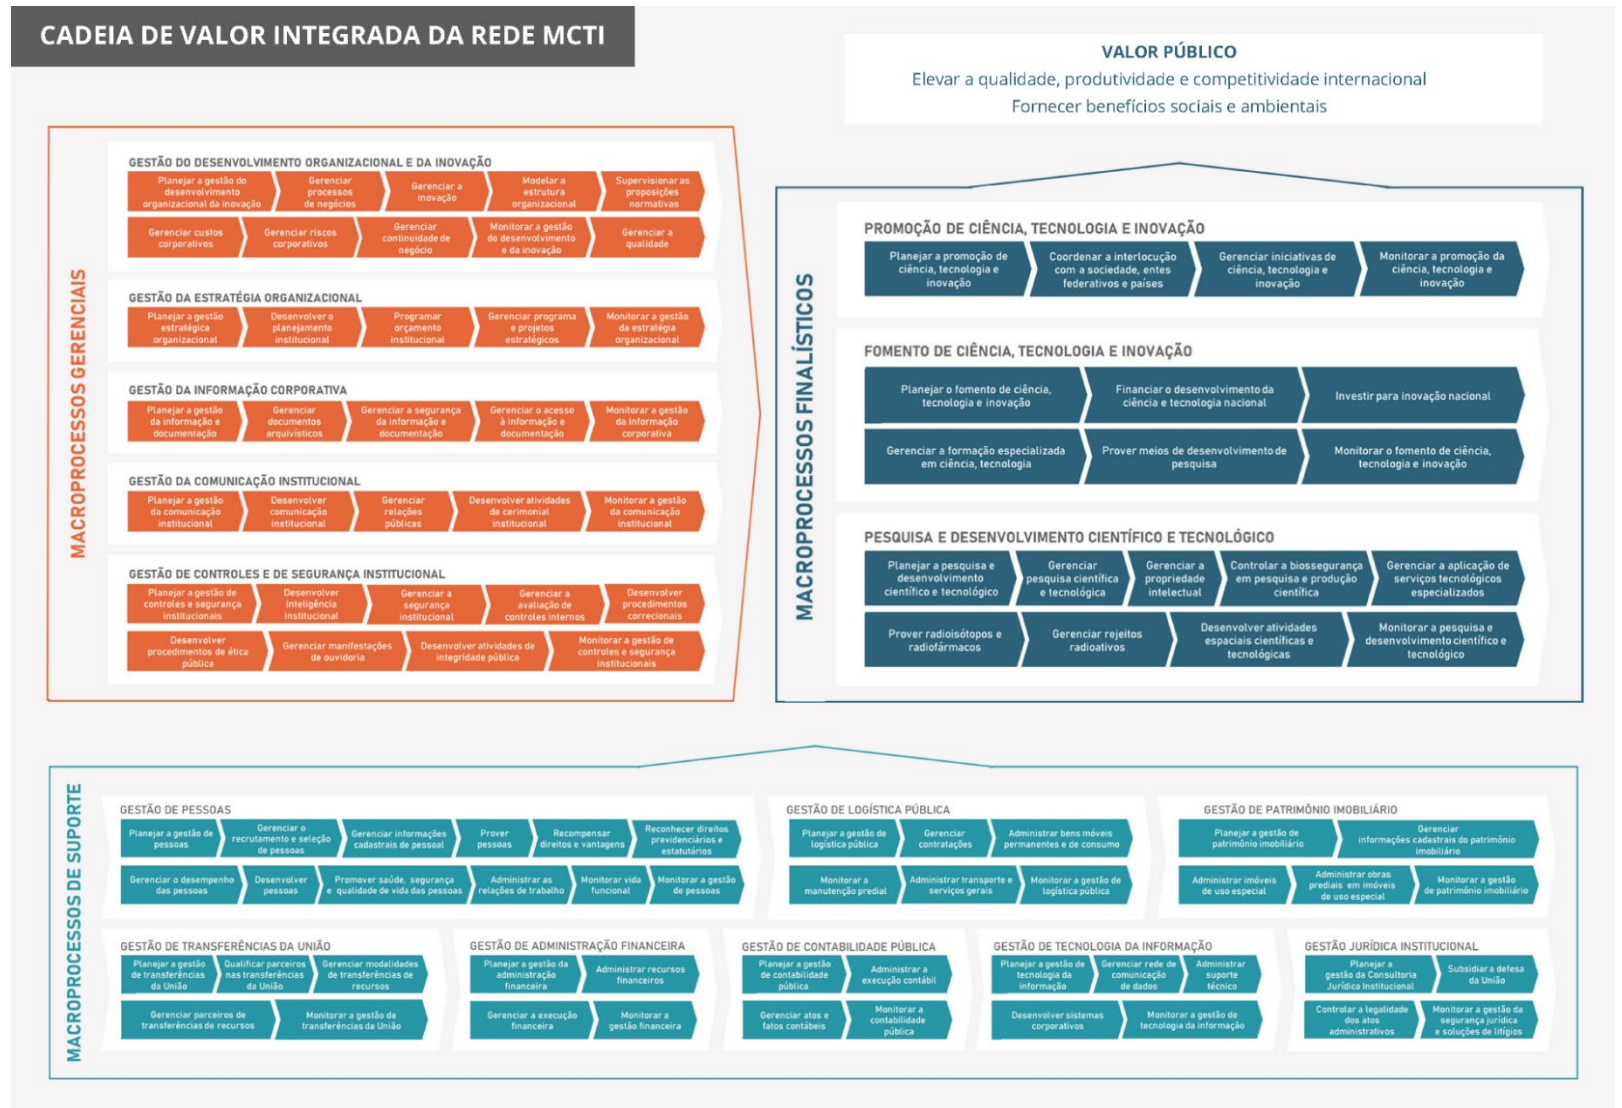 CADEIA DE VALOR INTEGRADA DA REDE MCTI
VALOR PÚBLICO
Elevar a qualidade, produtividade e competitividade internacional
Fornecer benefícios sociais e ambientais
MACROPROCESSOS GERENCIAIS
GESTÃO DO DESENVOLVIMENTO ORGANIZACIONAL E DA INOVAÇÃO
Planejar a gestão do
desenvolvimento
organizacional da inovação
Gerenciar
processos
de negócios
Gerenciar a
inovação
Modelar a
estrutura
organizacional
Supervisionar as
proposições
normativas
Gerenciar custos
corporativos
Gerenciar riscos
corporativos
Gerenciar
continuidade de
negócio
Monitorar a gestão
do desenvolvimento
e da inovação
Gerenciar a
qualidade
GESTÃO DA ESTRATÉGIA ORGANIZACIONAL
Planejar a gestão
estratégica
organizacional
Desenvolver o
planejamento
institucional
Programar
orçamento
institucional
Gerenciar programa
e projetos
estratégicos
Monitorar a gestão
da estratégia
organizacional
GESTÃO DA INFORMAÇÃO CORPORATIVA
Planejar a gestão
da informação e
documentação
Gerenciar
documentos
arquivísticos
Gerenciar a segurança
da informação e
documentação
Gerenciar o acesso
à informação e
documentação
Monitorar a gestão
da informação
corporativa
GESTÃO DA COMUNICAÇÃO INSTITUCIONAL
Planejar a gestão
da comunicação
institucional
Desenvolver
comunicação
institucional
Gerenciar
relações
públicas
Desenvolver atividades
de cerimonial
institucional
Monitorar a gestão
da comunicação
institucional
GESTÃO DE CONTROLES E DE SEGURANÇA INSTITUCIONAL
Planejar a gestão de
controles e segurança
institucionais
Desenvolver
inteligência
institucional
Gerenciar a
segurança
institucional
Gerenciar a
avaliação de
controles internos
Desenvolver
procedimentos
correcionais
Desenvolver
procedimentos de ética
pública
Gerenciar manifestações
de ouvidoria
Desenvolver atividades de
integridade pública
Monitorar a gestão de
controles e segurança
institucionais
MACROPROCESSOS FINALÍSTICOS
PROMOÇÃO DE CIÊNCIA, TECNOLOGIA E INOVAÇÃO
Planejar a promoção de
ciência, tecnologia e
inovação
Coordenar a interlocução
com a sociedade, entes
federativos e países
Gerenciar iniciativas de
ciência, tecnologia e
inovação
Monitorar a promoção da
ciência, tecnologia e
inovação
FOMENTO DE CIÊNCIA, TECNOLOGIA E INOVAÇÃO
Planejar o fomento de ciência,
tecnologia e inovação
Financiar o desenvolvimento da
ciência e tecnologia nacional
Investir para inovação nacional
Gerenciar a formação especializada
em ciência, tecnologia
Prover meios de desenvolvimento de
pesquisa
Monitorar o fomento de ciência,
tecnologia e inovação
PESQUISA E DESENVOLVIMENTO CIENTÍFICO E TECNOLÓGICO
Planejar a pesquisa e
desenvolvimento
científico e tecnológico
Gerenciar
pesquisa científica
e tecnológica
Gerenciar a
propriedade
intelectual
Controlar a biossegurança
em pesquisa e produção
científica
Gerenciar a aplicação de
serviços tecnológicos
especializados
Prover radioisótopos e
radiofármacos
Gerenciar rejeitos
radioativos
Desenvolver atividades
espaciais científicas e
tecnológicas
Monitorar a pesquisa e
desenvolvimento científico e
tecnológico
MACROPROCESSOS DE SUPORTE
GESTÃO DE PESSOAS
Planejar a gestão de
pessoas
Gerenciar o
recrutamento e seleção
de pessoas
Gerenciar informações
cadastrais de pessoal
Prover
pessoas
Recompensar
direitos e vantagens
Reconhecer direitos
previdenciários e
estatutários
Gerenciar o desempenho
das pessoas
Desenvolver
pessoas
Promover saúde, segurança
e qualidade de vida das pessoas
Administrar as
relações de trabalho
Monitorar vida
funcional
Monitorar a gestão
de pessoas
GESTÃO DE LOGÍSTICA PÚBLICA
Planejar a gestão de
logística pública
Gerenciar
contratações
Administrar bens móveis
permanentes e de consumo
Monitorar a
manutenção predial
Administrar transporte e
serviços gerais
Monitorar a gestão de
logística pública
GESTÃO DE PATRIMÔNIO IMOBILIÁRIO
Planejar a gestão de
patrimônio imobiliário
Gerenciar
informações cadastrais do patrimônio
imobiliário
Administrar imóveis
de uso especial
Administrar obras
prediais em imóveis
de uso especial
Monitorar a gestão
de patrimônio imobiliário
GESTÃO DE TRANSFERÊNCIAS DA UNIÃO
Planejar a gestão
de transferências
da União
Qualificar parceiros
nas transferências
da União
Gerenciar modalidades
de transferências de
recursos
Gerenciar parceiros de
transferências de recursos
Monitorar a gestão de
transferências da União
GESTÃO DE ADMINISTRAÇÃO FINANCEIRA
Planejar a gestão da
administração
financeira
Administrar recursos
financeiros
Gerenciar a execução
financeira
Monitorar a
gestão financeira
GESTÃO DE CONTABILIDADE PÚBLICA
Planejar a gestão
de contabilidade
pública
Administrar a
execução contábil
Gerenciar atos e
fatos contábeis
Monitorar a
contabilidade
pública
GESTÃO DE TECNOLOGIA DA INFORMAÇÃO
Planejar a gestão de
tecnologia da
informação
Gerenciar rede de
comunicação
de dados
Administrar
suporte
técnico
Desenvolver sistemas
corporativos
Monitorar a gestão de
tecnologia da informação
GESTÃO JURÍDICA INSTITUCIONAL
Planejar a
gestão da Consultoria
Jurídica Institucional
Subsidiar a defesa
da União
Controlar a legalidade
dos atos
administrativos
Monitorar a gestão da
segurança jurídica
e soluções de litígios